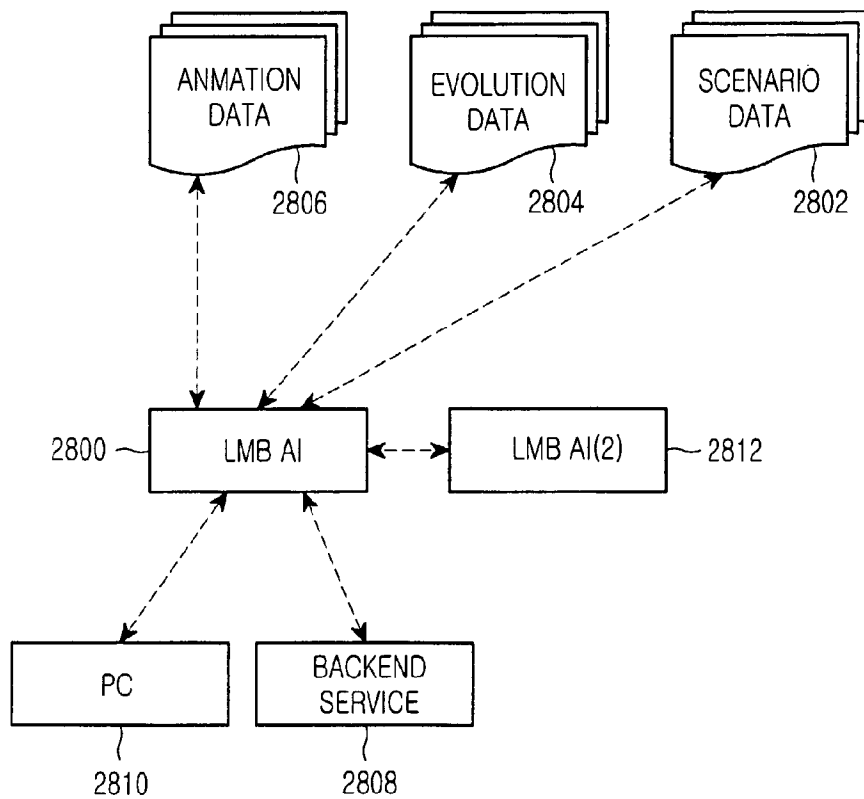 ANMATION
DATA
EVOLUTION
DATA
SCENARIO
DATA
2806
2804
2802
2800
LMB AI
LMB AI(2)
2812
PC
BACKEND
SERVICE
2810
2808